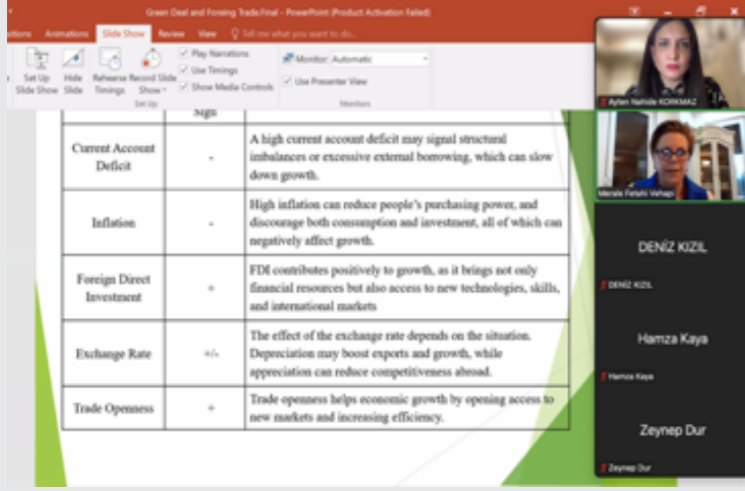 Green Deal and Foreing Trade.Final - PowerPoint (Product Activation Failed)
Animations Slide Show Review View Tell me what you want to do...
Set Up
Slide Show
Hide
Slide
Rehearse
Timings
Record Slide
Show
Play Narrations
Use Timings
Show Media Controls
Set Up
Monitor: Automatic
Use Presenter View
Monitors
Sign
Current Account
Deficit
-
A high current account deficit may signal structural
imbalances or excessive external borrowing, which can slow
down growth.
Inflation
-
High inflation can reduce people's purchasing power, and
discourage both consumption and investment, all of which can
negatively affect growth.
Foreign Direct
Investment
+
FDI contributes positively to growth, as it brings not only
financial resources but also access to new technologies, skills,
and international markets
Exchange Rate
+/-
The effect of the exchange rate depends on the situation.
Depreciation may boost exports and growth, while
appreciation can reduce competitiveness abroad.
Trade Openness
+
Trade openness helps economic growth by opening access to
new markets and increasing efficiency.
Ayten Nahide KORKMAZ
Merale Fetahi Vehapi
DENİZ KIZIL
DENİZ KIZIL
Hamza Kaya
Hamza Kaya
Zeynep Dur
Zeynep Dur